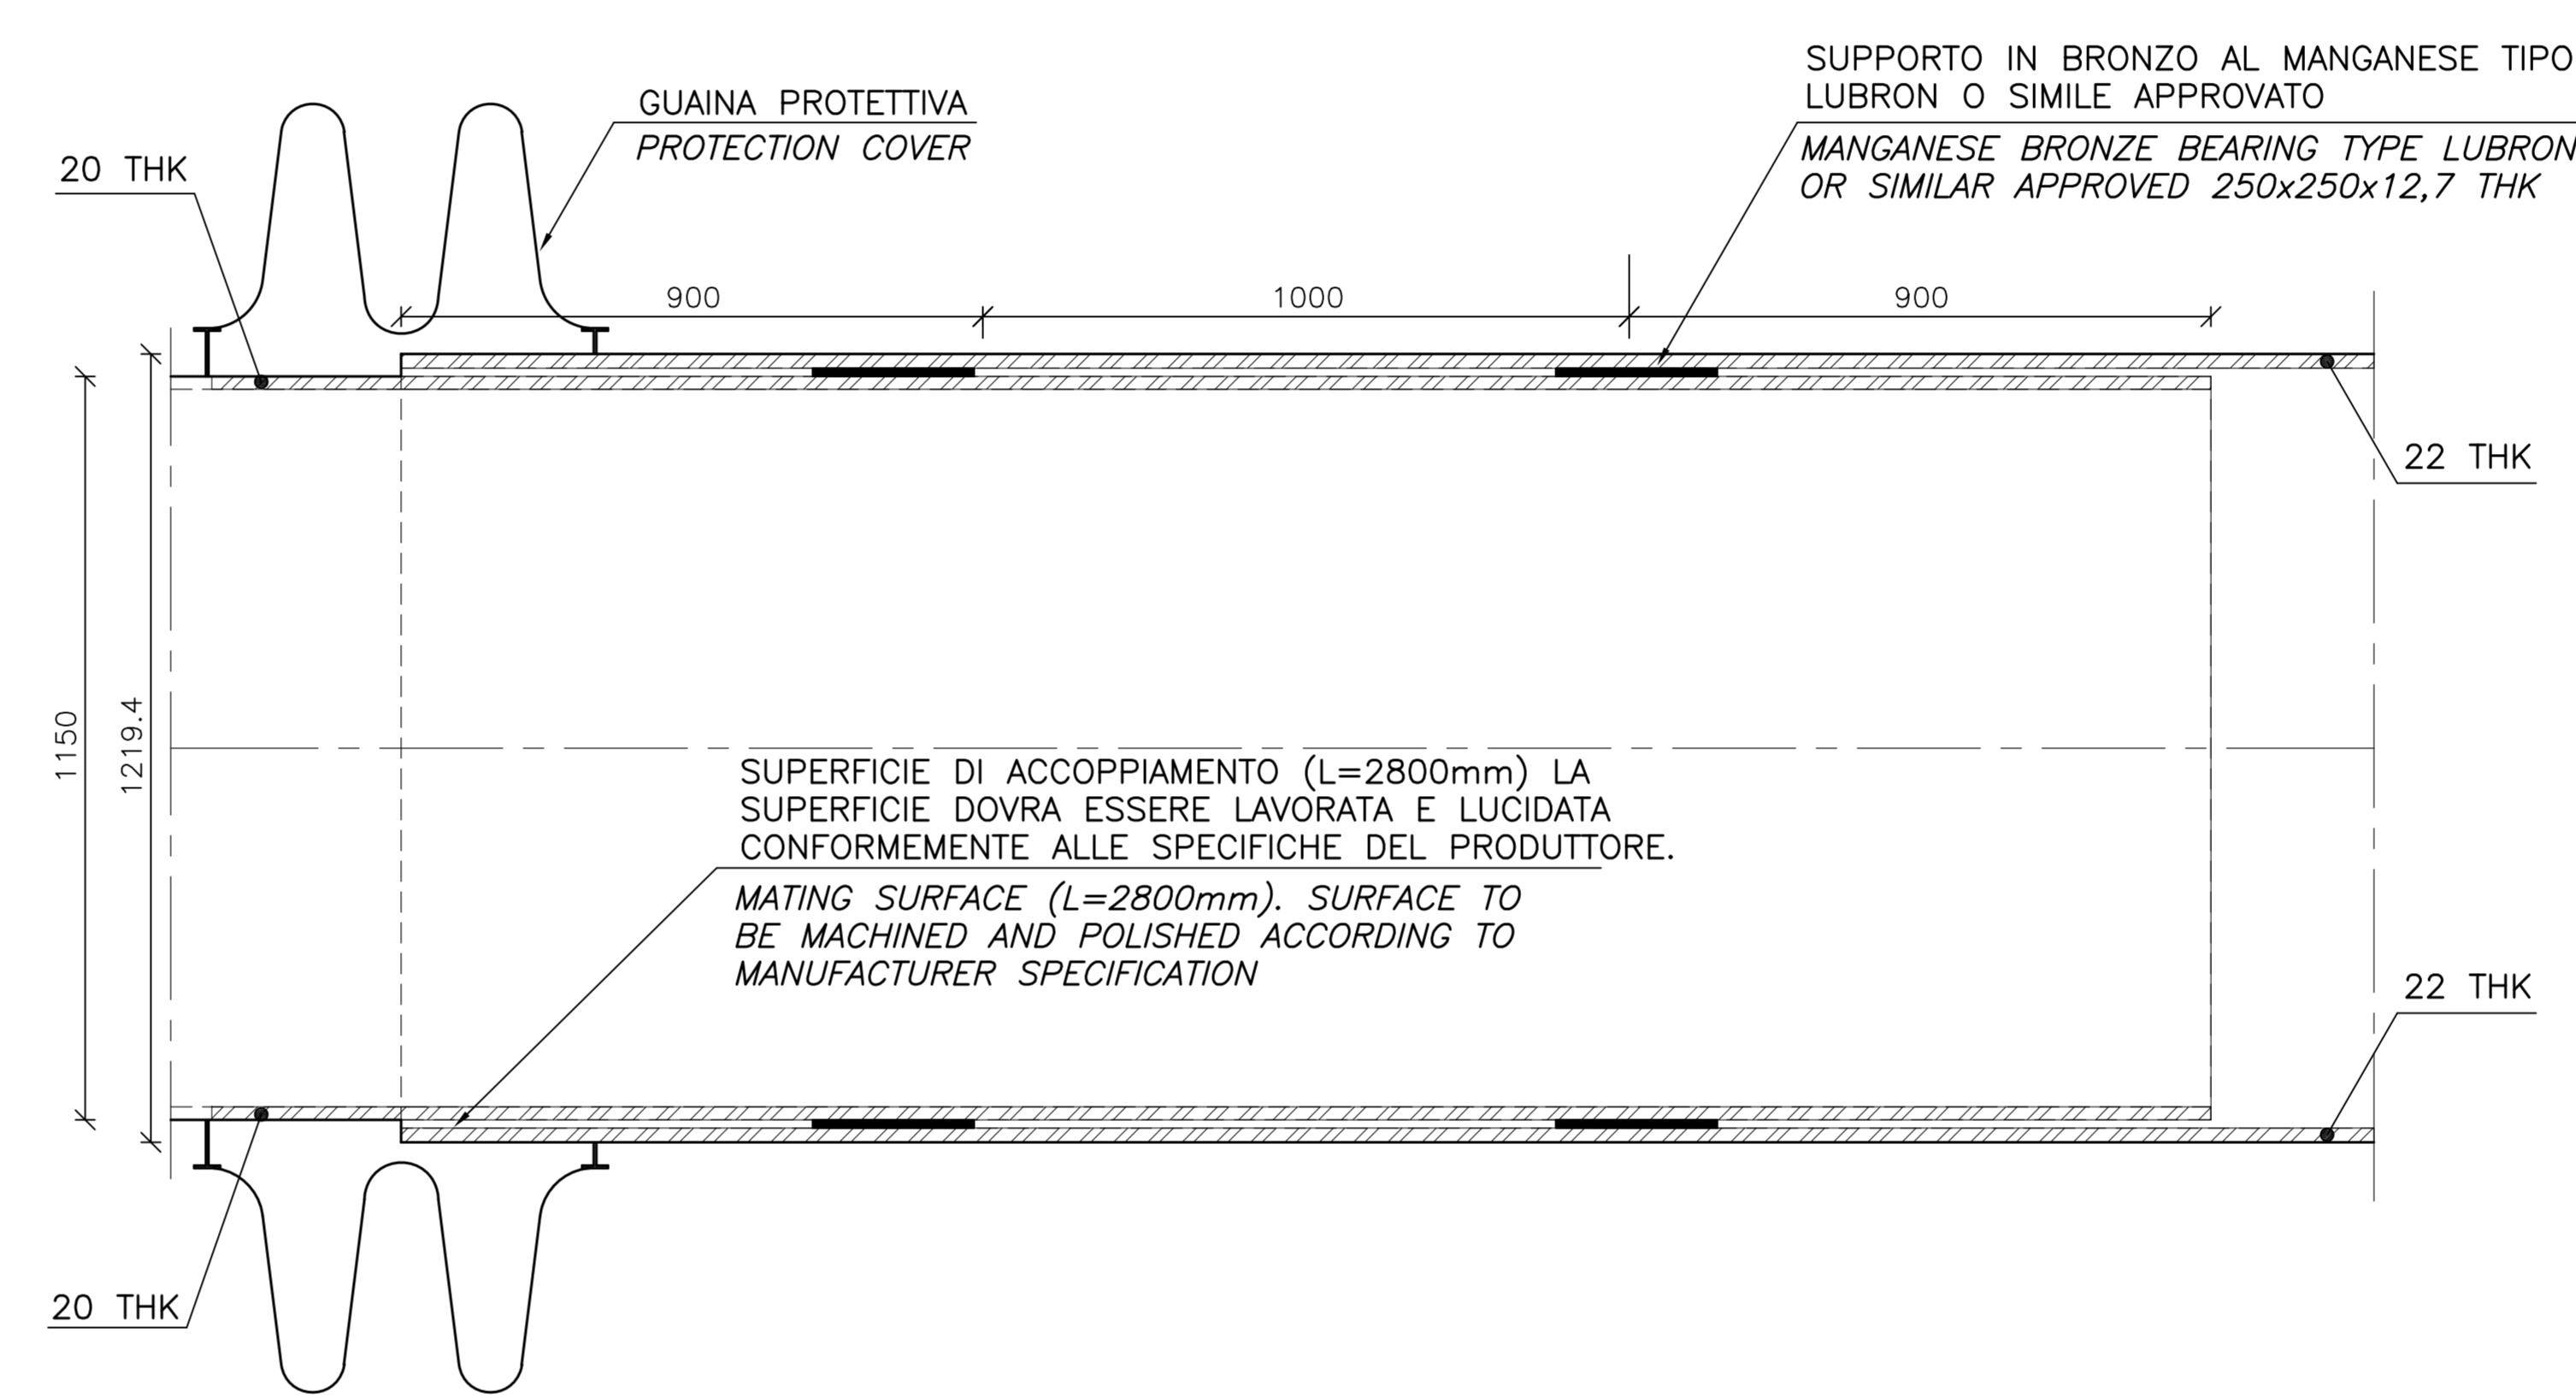 SUPPORTO IN BRONZO AL MANGANESE TIPO
LUBRON O SIMILE APPROVATO
MANGANESE BRONZE BEARING TYPE LUBRON
OR SIMILAR APPROVED 250x250x12,7 THK
GUAINA PROTETTIVA
PROTECTION COVER
20 THK
900
1000
900
22 THK
1150
1219.4
SUPERFICIE DI ACCOPPIAMENTO (L=2800mm) LA
SUPERFICIE DOVRA ESSERE LAVORATA E LUCIDATA
CONFORMEMENTE ALLE SPECIFICHE DEL PRODUTTORE.
MATING SURFACE (L=2800mm). SURFACE TO
BE MACHINED AND POLISHED ACCORDING TO
MANUFACTURER SPECIFICATION
22 THK
20 THK